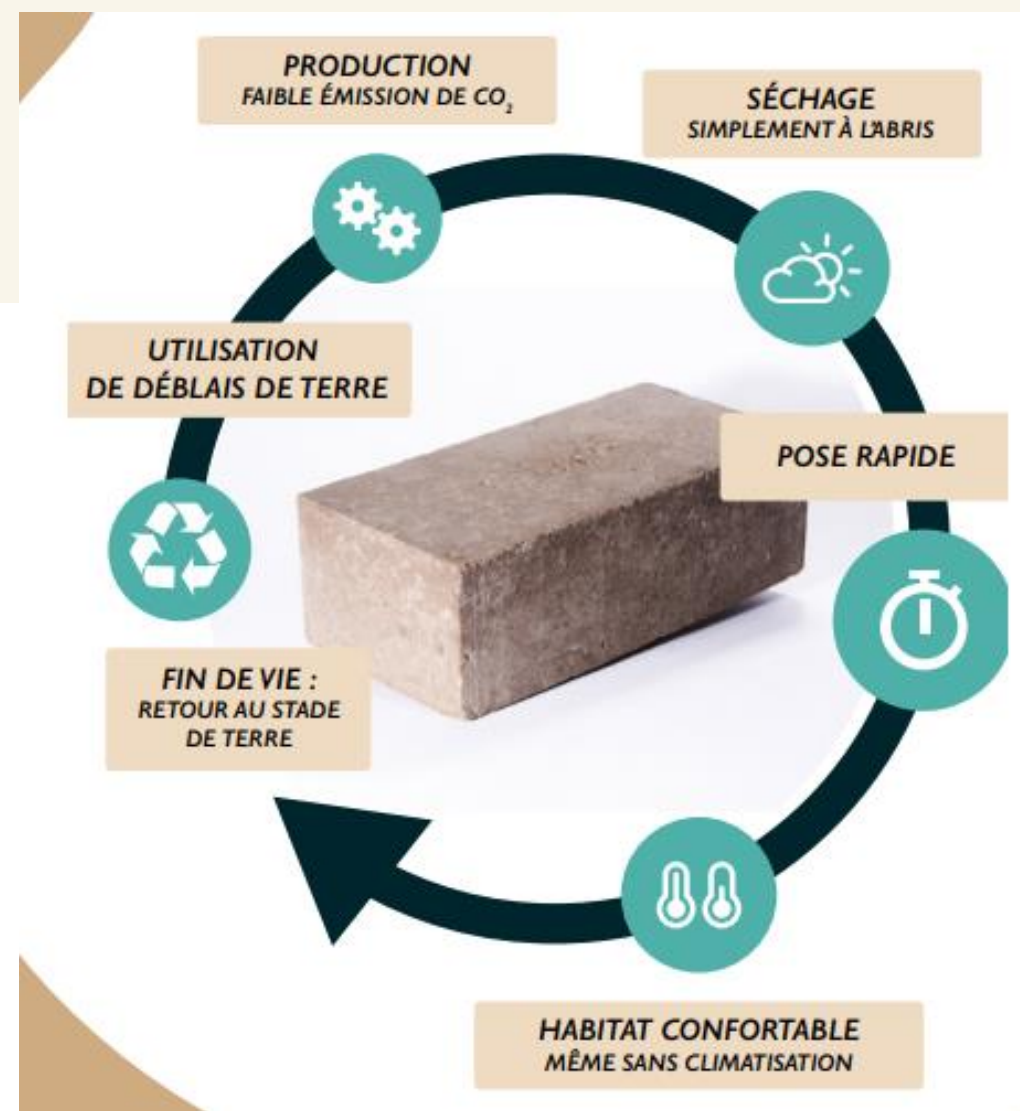 PRODUCTION
FAIBLE ÉMISSION DE CO₂
SÉCHAGE
SIMPLEMENT À L'ABRIS
UTILISATION
DE DÉBLAIS DE TERRE
POSE RAPIDE
FIN DE VIE :
RETOUR AU STADE
DE TERRE
HABITAT CONFORTABLE
MÊME SANS CLIMATISATION